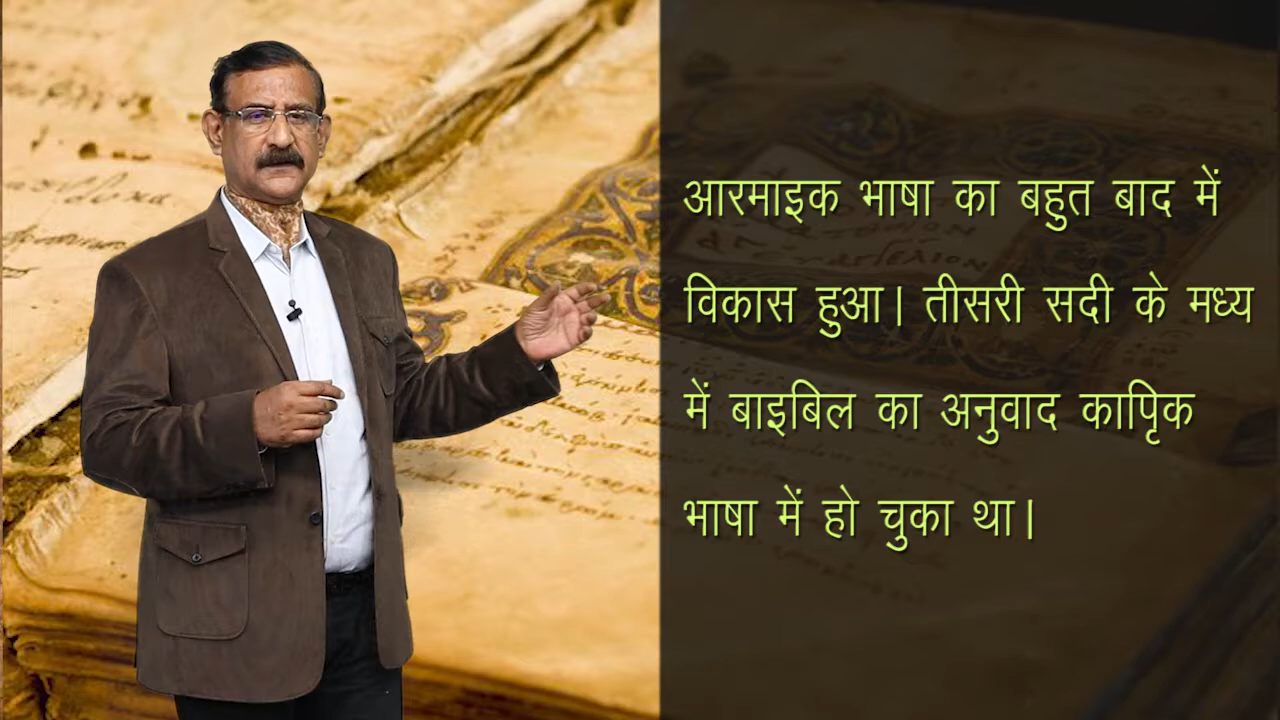 आरमाइक भाषा का बहुत बाद में
विकास हुआ। तीसरी सदी के मध्य
में बाइबिल का अनुवाद कापृिक
भाषा में हो चुका था।